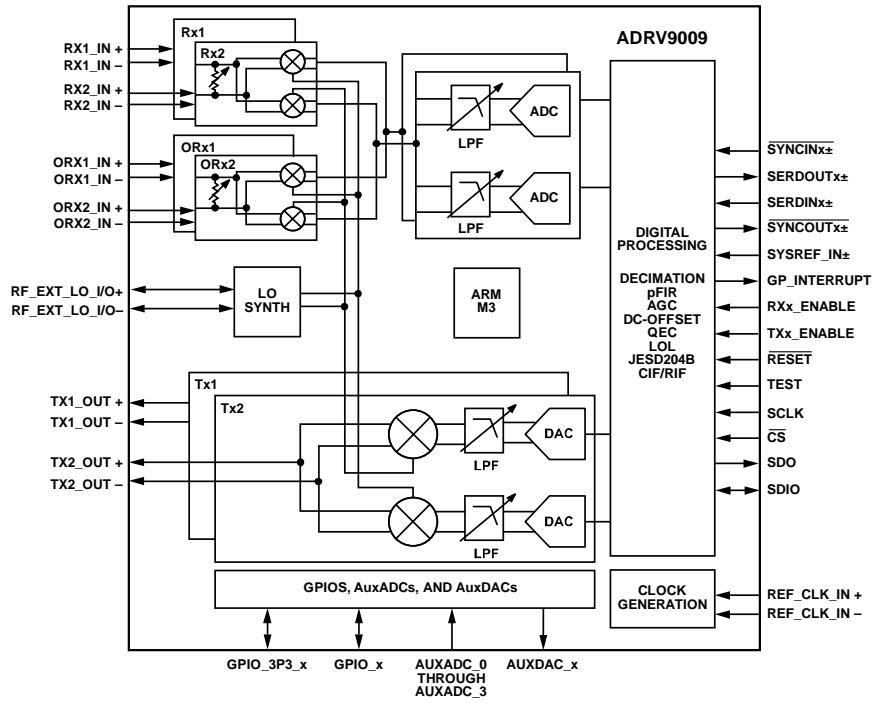 ADRV9009
Rx1
Rx2
RX1_IN +
RX1_IN –
RX2_IN +
RX2_IN –
ORx1
ORx2
ORX1_IN +
ORX1_IN –
ORX2_IN +
ORX2_IN –
LPF
ADC
LPF
ADC
RF_EXT_LO_I/O+
RF_EXT_LO_I/O–
LO
SYNTH
ARM
M3
DIGITAL
PROCESSING
DECIMATION
pFIR
AGC
DC-OFFSET
QEC
LOL
JESD204B
CIF/RIF
SYNCINx±
SERDOUTx±
SERDINx±
SYNCOUTx±
SYSREF_IN±
GP_INTERRUPT
RXx_ENABLE
TXx_ENABLE
RESET
TEST
SCLK
CS
SDO
SDIO
Tx1
Tx2
TX1_OUT +
TX1_OUT –
TX2_OUT +
TX2_OUT –
LPF
DAC
LPF
DAC
GPIOS, AuxADCs, AND AuxDACs
CLOCK
GENERATION
REF_CLK_IN +
REF_CLK_IN –
GPIO_3P3_x
GPIO_x
AUXADC_0
THROUGH
AUXADC_3
AUXDAC_x